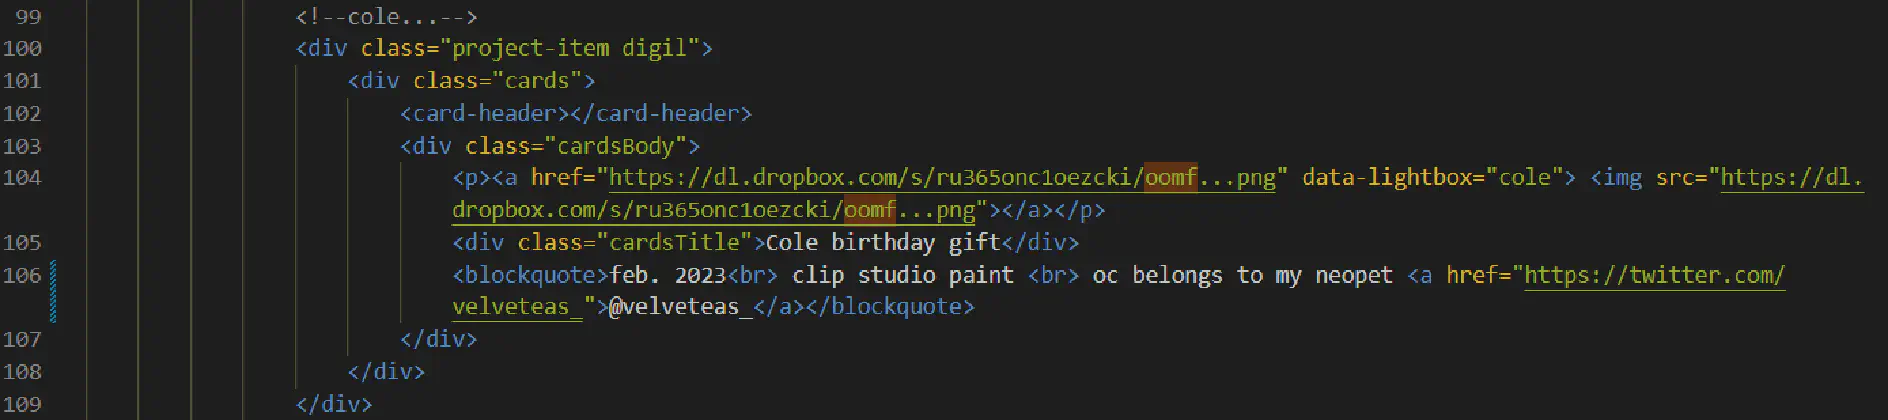 99 <!--cole...-->
100 <div class="project-item digil">
101 <div class="cards">
102 <card-header></card-header>
103 <div class="cardsBody">
104 <p><a href="https://dl.dropbox.com/s/ru365onc1oezcki/oomf...png" data-lightbox="cole"> <img src="https://dl.
dropbox.com/s/ru365onc1oezcki/oomf...png"></a></p>
105 <div class="cardsTitle">Cole birthday gift</div>
106 <blockquote>feb. 2023<br> clip studio paint <br> oc belongs to my neopet <a href="https://twitter.com/
velveteas_">@velveteas_</a></blockquote>
107 </div>
108 </div>
109 </div>